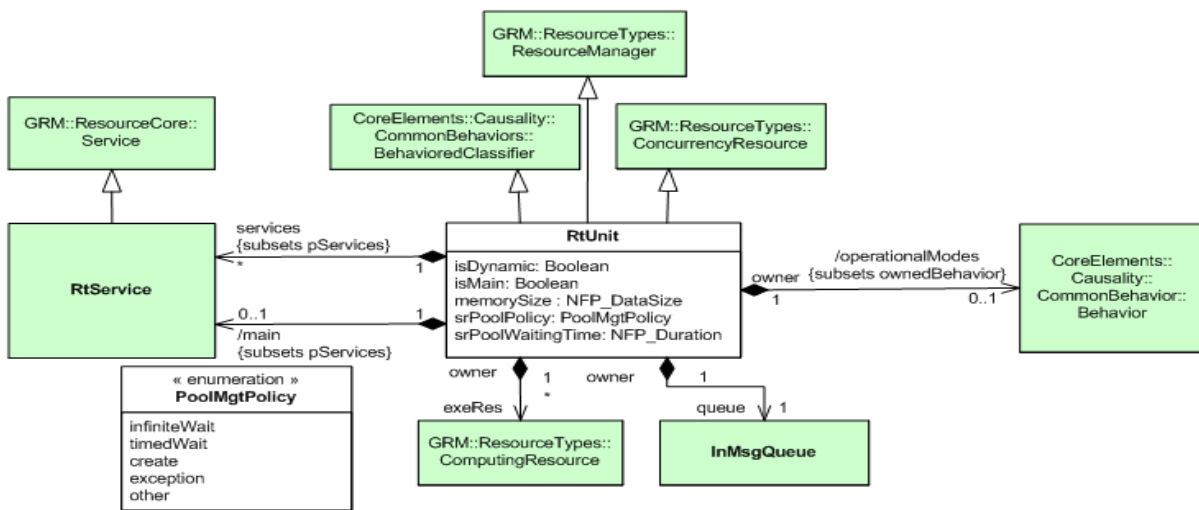 GRM::ResourceTypes::
ResourceManager
GRM::ResourceCore::
Service
CoreElements::Causality::
CommonBehaviors::
BehavioredClassifier
GRM::ResourceTypes::
ConcurrencyResource
services
{subsets pServices}
*
1
RtService
RtUnit
isDynamic: Boolean
isMain: Boolean
memorySize : NFP_DataSize
srPoolPolicy: PoolMgtPolicy
srPoolWaitingTime: NFP_Duration
/operationalModes
{subsets ownedBehavior}
owner
1
0..1
CoreElements::
Causality::
CommonBehavior::
Behavior
0..1
1
/main
{subsets pServices}
« enumeration »
PoolMgtPolicy
infiniteWait
timedWait
create
exception
other
owner
1
*
exeRes
GRM::ResourceTypes::
ComputingResource
owner
1
queue
1
InMsgQueue